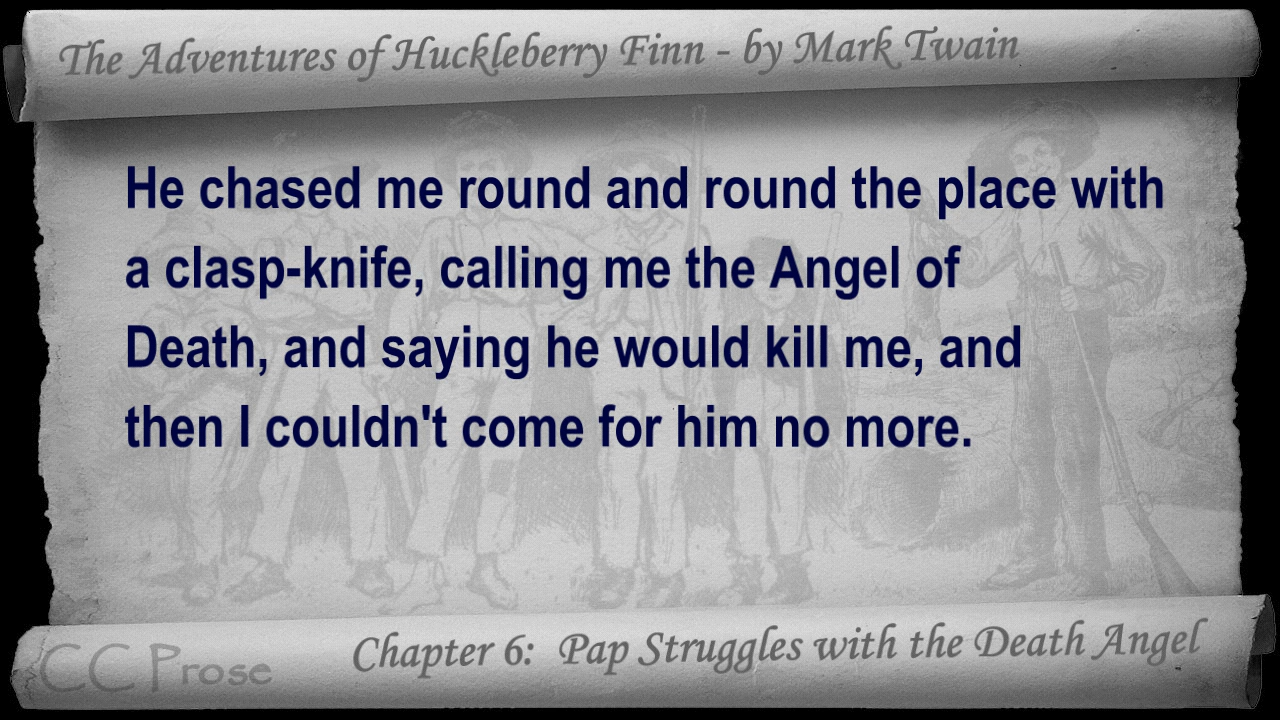 The Adventures of Huckleberry Finn - by Mark Twain
He chased me round and round the place with
a clasp-knife, calling me the Angel of
Death, and saying he would kill me, and
then I couldn't come for him no more.
Chapter 6: Pap Struggles with the Death Angel
CC Prose